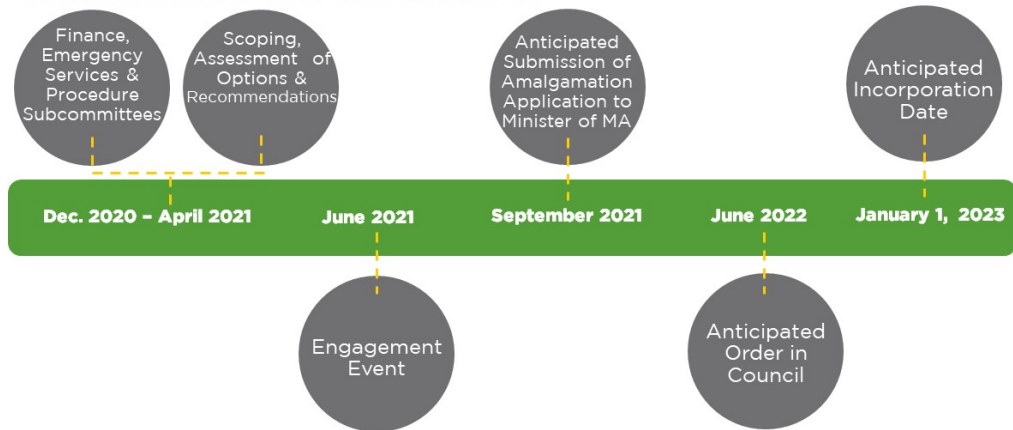 Finance,
Emergency
Services &
Procedure
Subcommittees
Scoping,
Assessment of
Options &
Recommendations
Anticipated
Submission of
Amalgamation
Application to
Minister of MA
Anticipated
Incorporation
Date
Dec. 2020 – April 2021
June 2021
September 2021
June 2022
January 1, 2023
Engagement
Event
Anticipated
Order in
Council